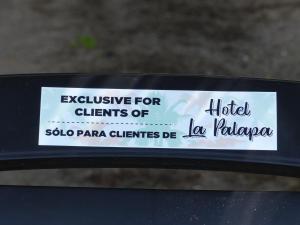 EXCLUSIVE FOR
CLIENTS OF
SÓLO PARA CLIENTES DE
Hotel
La Palapa